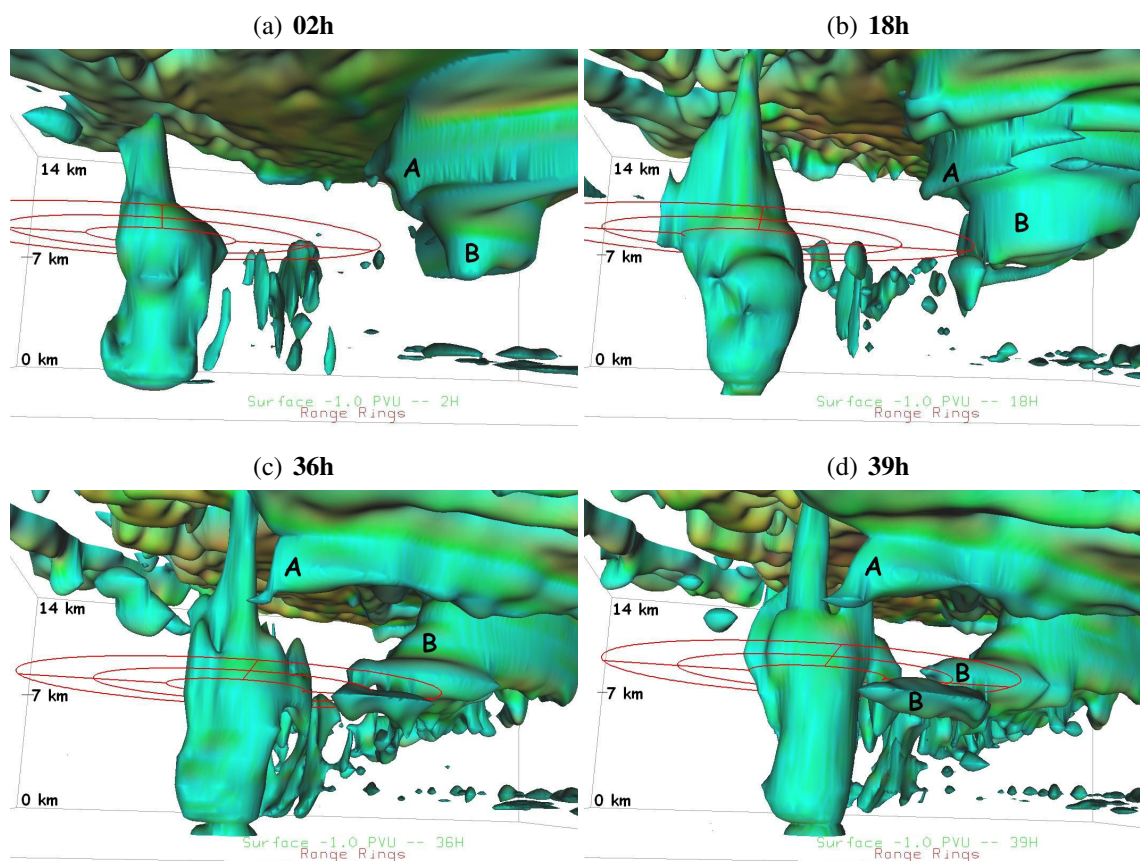 (a) 02h
(b) 18h
A
B
14 km
7 km
0 km
Surface -1.0 PVU -- 2H
Range Rings
A
B
14 km
7 km
0 km
Surface -1.0 PVU -- 18H
Range Rings
(c) 36h
(d) 39h
A
B
14 km
7 km
0 km
Surface -1.0 PVU -- 36H
Range Rings
A
B
B
14 km
7 km
0 km
Surface -1.0 PVU -- 39H
Range Rings